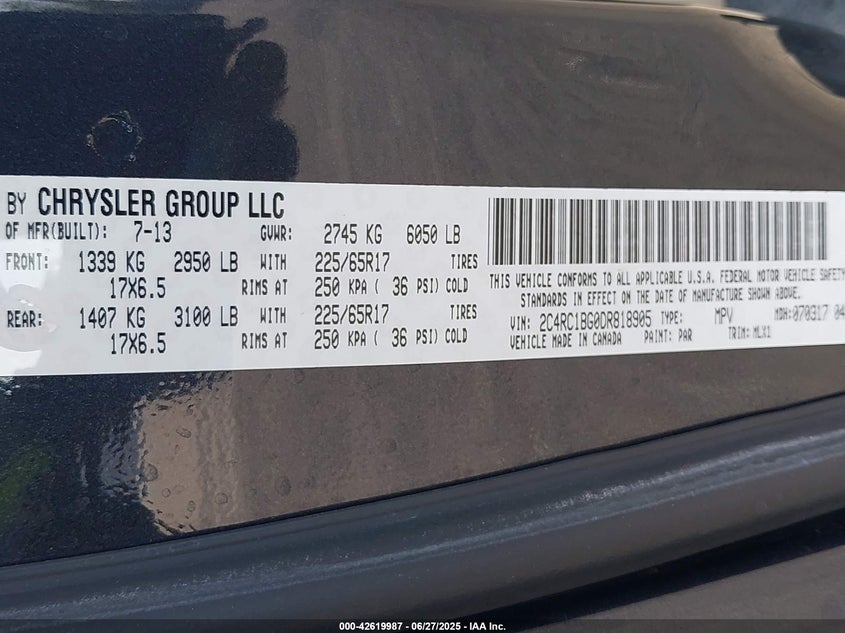 BY CHRYSLER GROUP LLC
OF MFR(BUILT): 7-13 GVWR: 2745 KG 6050 LB
FRONT: 1339 KG 2950 LB WITH 225/65R17 TIRES
17X6.5 RIMS AT 250 KPA ( 36 PSI) COLD
REAR: 1407 KG 3100 LB WITH 225/65R17 TIRES
17X6.5 RIMS AT 250 KPA ( 36 PSI) COLD
THIS VEHICLE CONFORMS TO ALL APPLICABLE U.S.A. FEDERAL MOTOR VEHICLE SAFETY
STANDARDS IN EFFECT ON THE DATE OF MANUFACTURE SHOWN ABOVE.
VIN: 2C4RC1BG0DR818905 TYPE: MPV MDH: 070317 04
VEHICLE MADE IN CANADA PAINT: PAR TRIM: MLX1
000-42619987 - 06/27/2025 - IAA Inc.